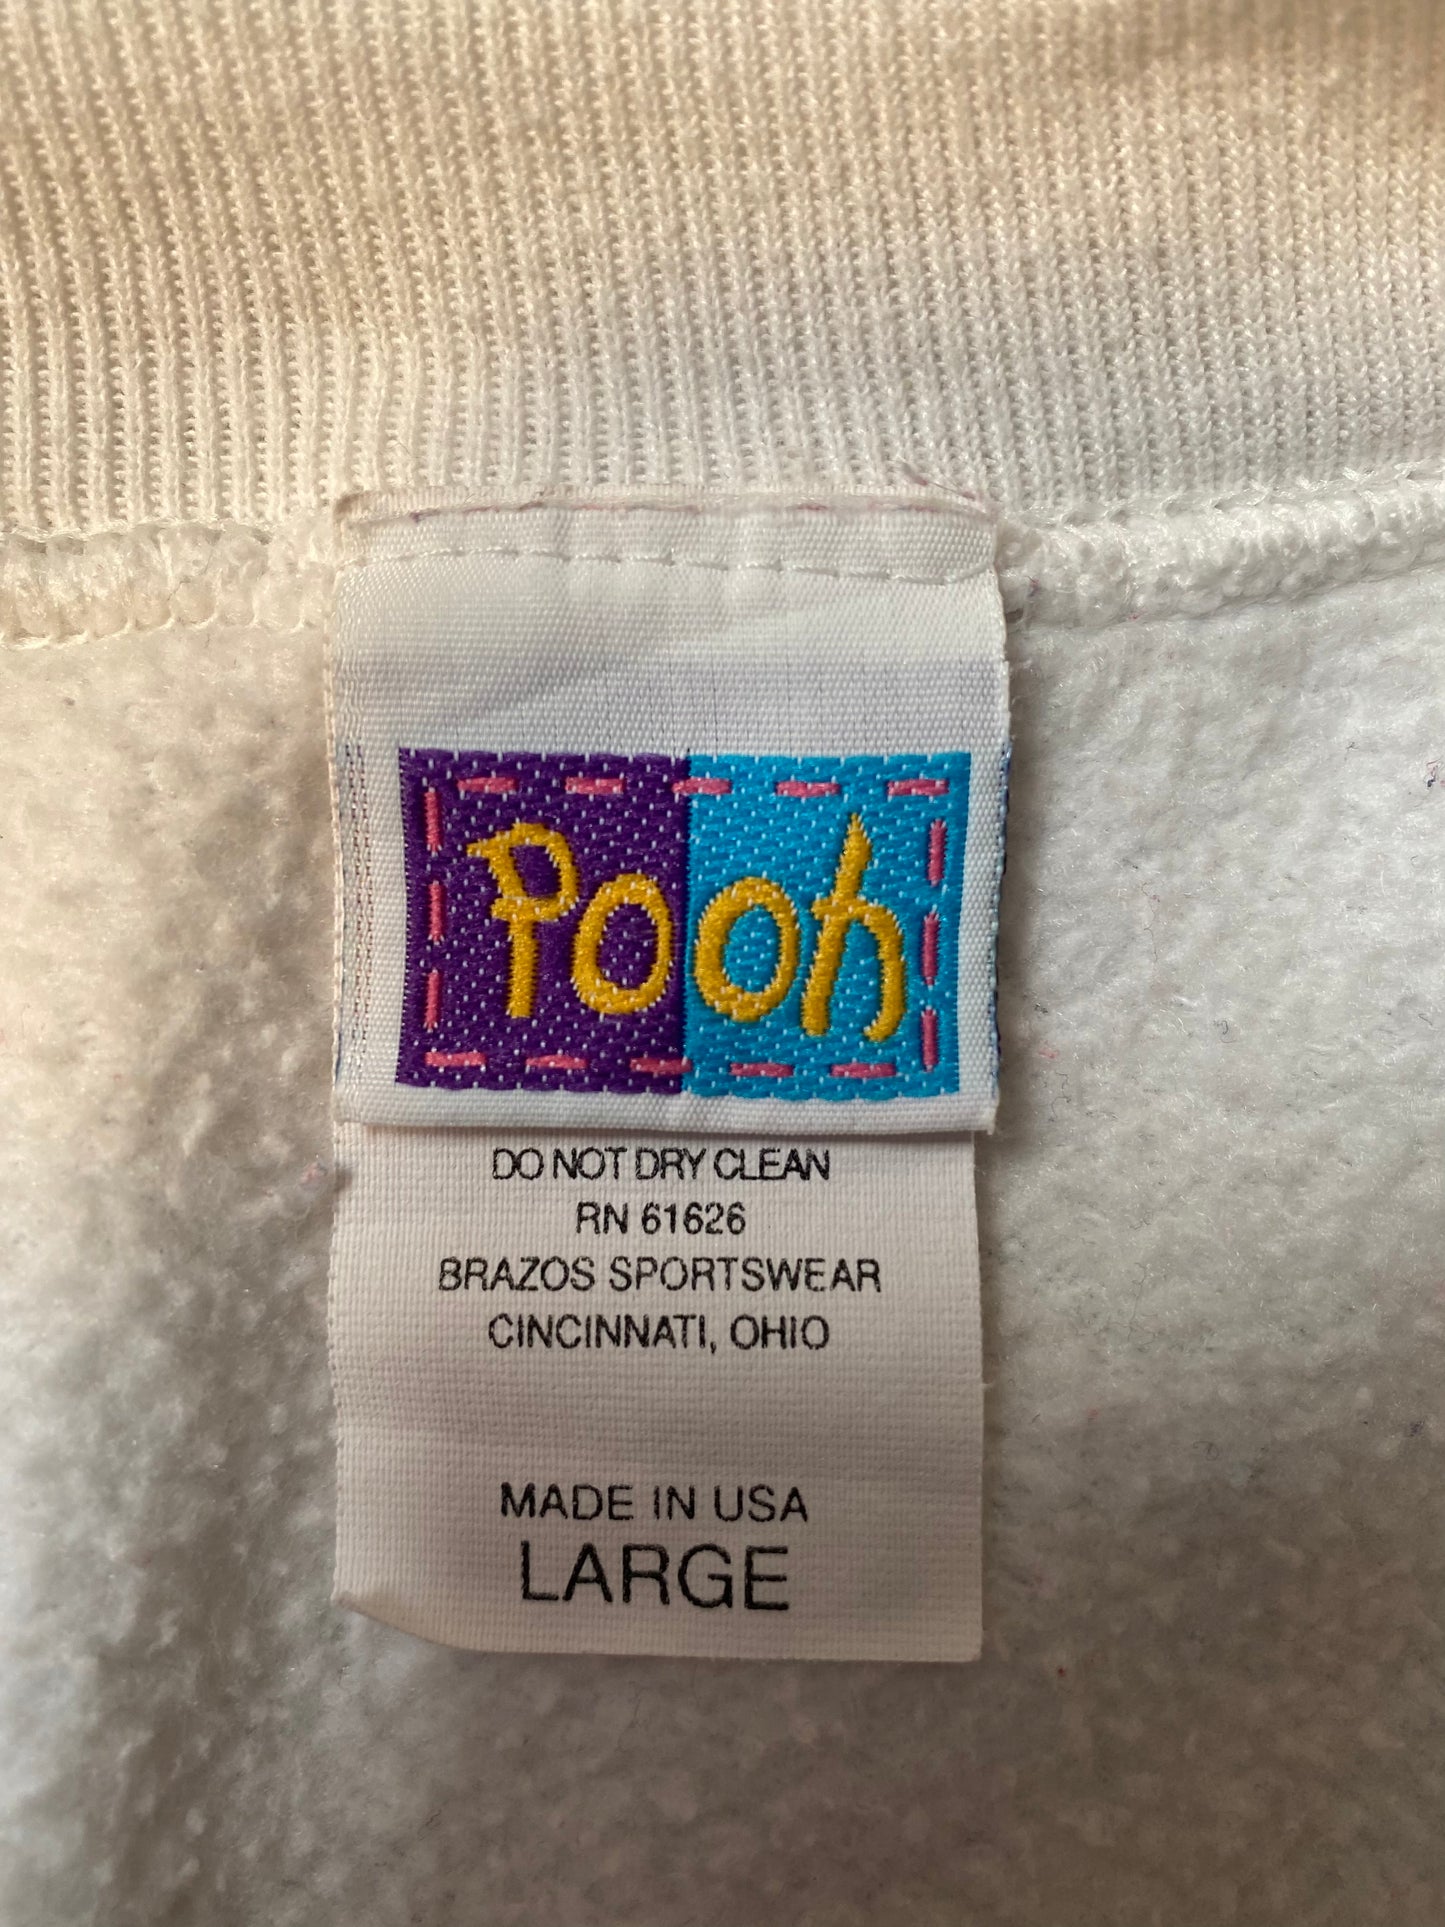 Pooh
DO NOT DRY CLEAN
RN 61626
BRAZOS SPORTSWEAR
CINCINNATI, OHIO
MADE IN USA
LARGE